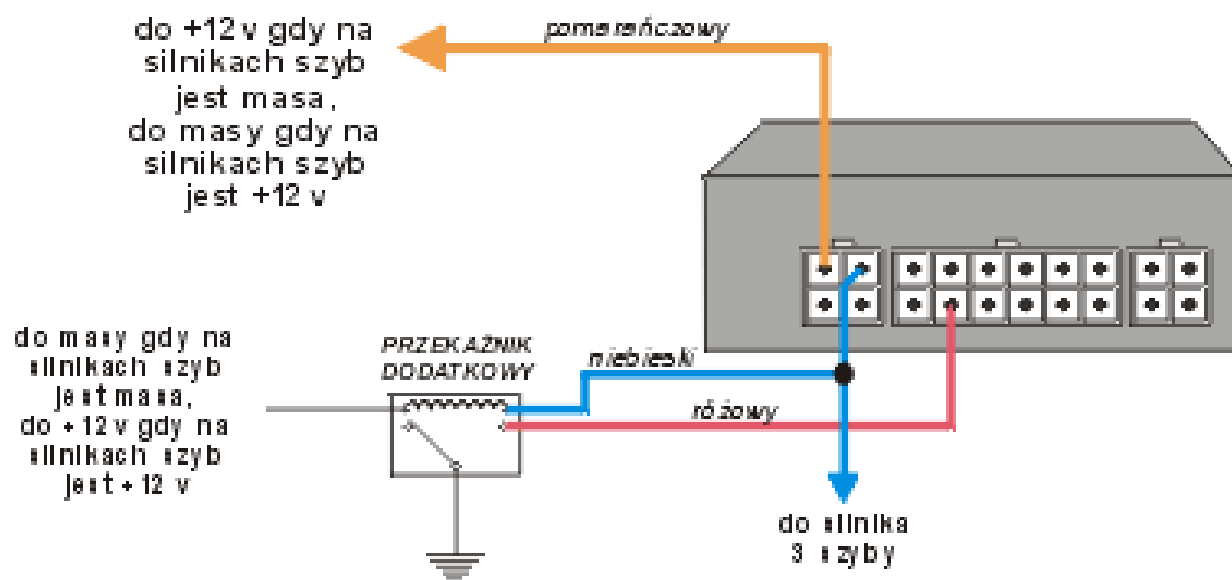 do +12 v gdy na
silnikach szyb
jest masa,
do masy gdy na
silnikach szyb
jest +12 v
pomarańczowy
do masy gdy na
silnikach szyb
jest masa,
do +12 v gdy na
silnikach szyb
jest +12 v
PRZEKAŹNIK
DODATKOWY
niebieski
różowy
do silnika
3 szyby